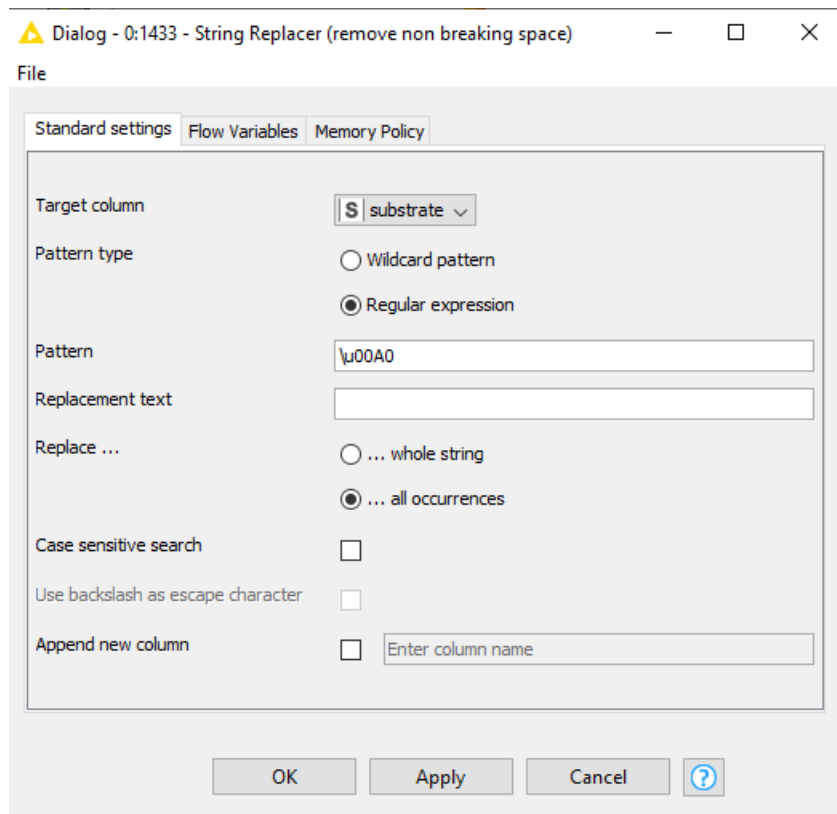 Dialog - 0:1433 - String Replacer (remove non breaking space)
File
Standard settings Flow Variables Memory Policy
Target column S substrate
Pattern type Wildcard pattern
Regular expression
Pattern \u00A0
Replacement text
Replace ... ... whole string
... all occurrences
Case sensitive search
Use backslash as escape character
Append new column Enter column name
OK Apply Cancel ?